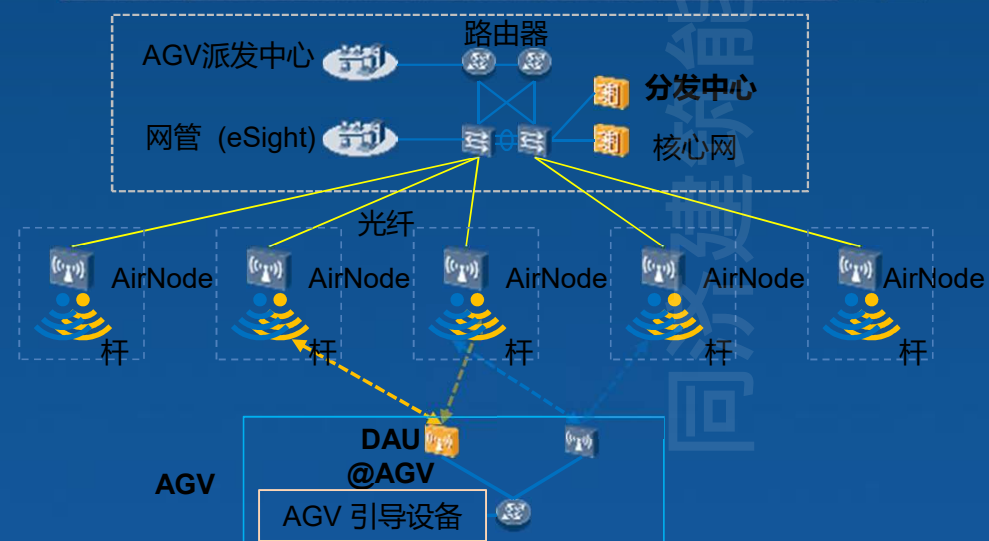 AGV派发中心
路由器
分发中心
网管 (eSight)
核心网
光纤
AirNode
AirNode
AirNode
AirNode
AirNode
杆
杆
杆
杆
杆
DAU
@AGV
AGV
AGV 引导设备